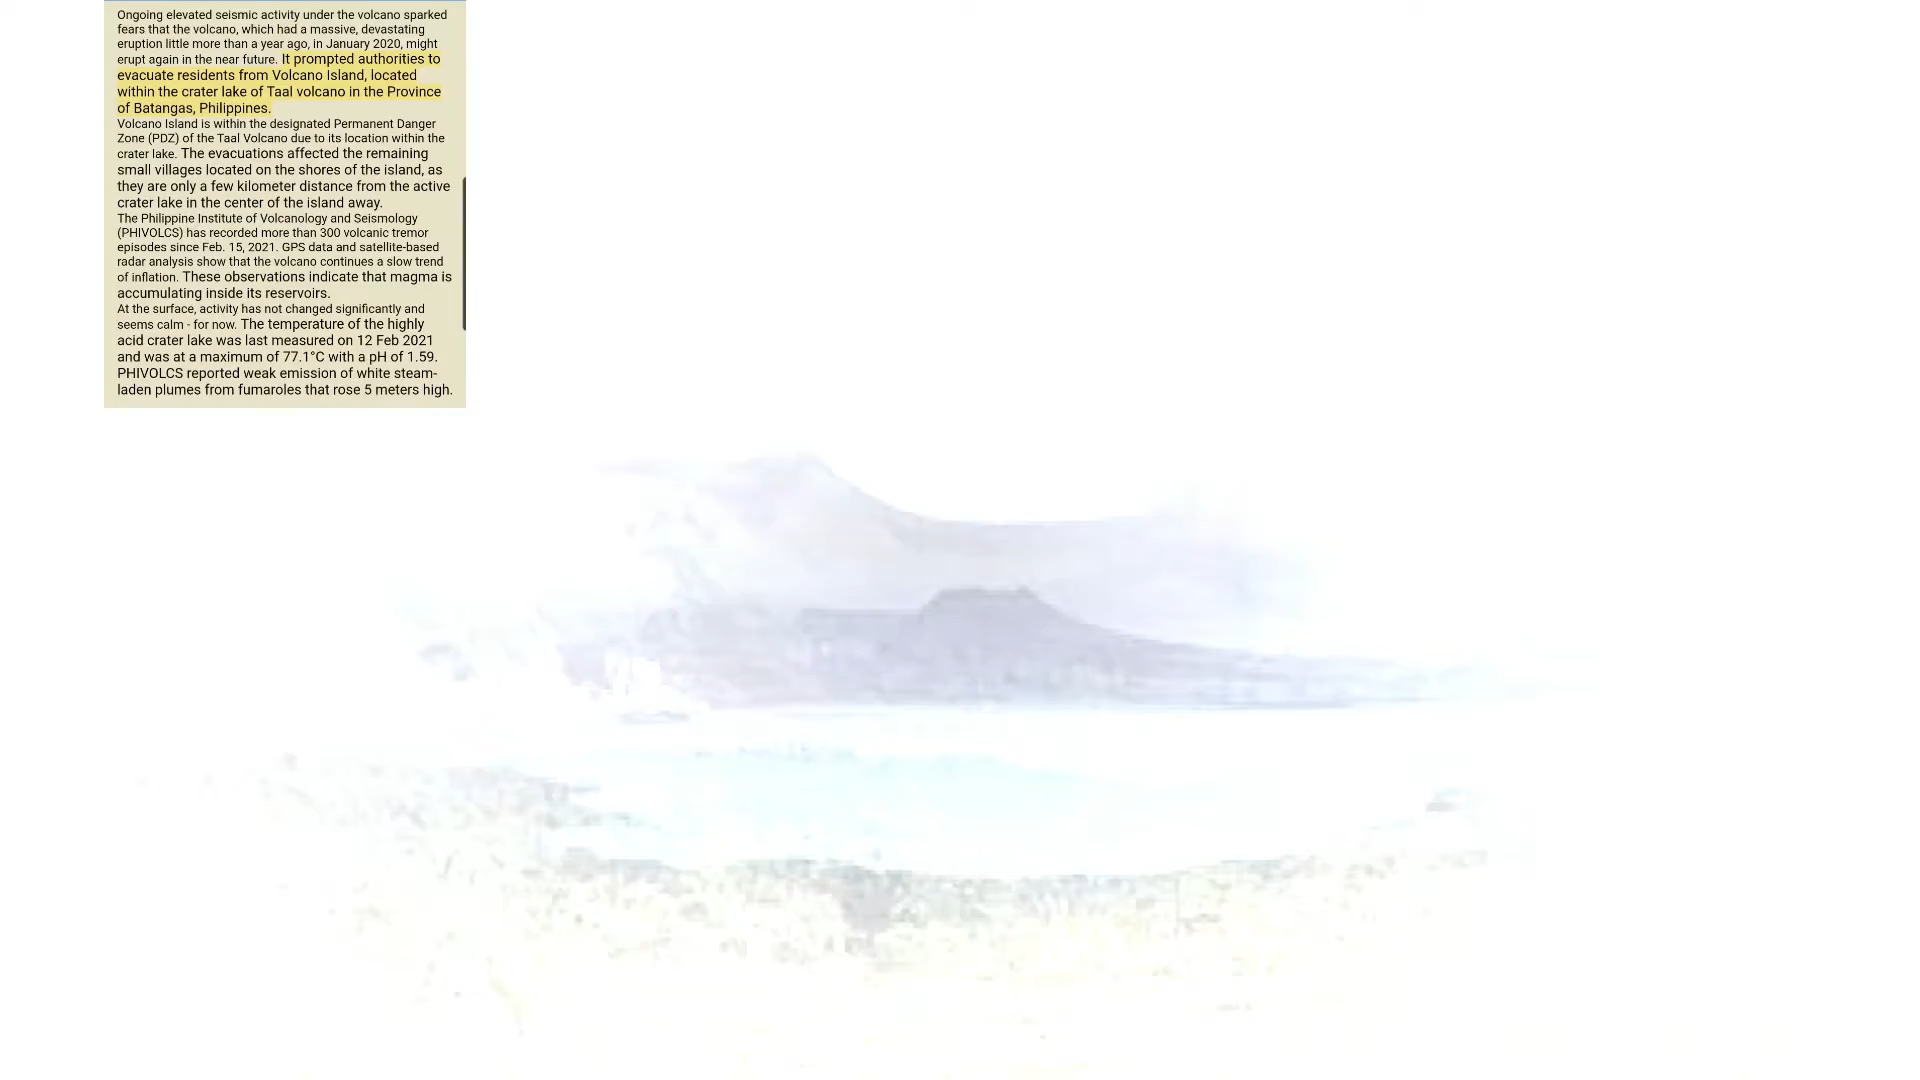 Ongoing elevated seismic activity under the volcano sparked
fears that the volcano, which had a massive, devastating
eruption little more than a year ago, in January 2020, might
erupt again in the near future. It prompted authorities to
evacuate residents from Volcano Island, located
within the crater lake of Taal volcano in the Province
of Batangas, Philippines.
Volcano Island is within the designated Permanent Danger
Zone (PDZ) of the Taal Volcano due to its location within the
crater lake. The evacuations affected the remaining
small villages located on the shores of the island, as
they are only a few kilometer distance from the active
crater lake in the center of the island away.
The Philippine Institute of Volcanology and Seismology
(PHIVOLCS) has recorded more than 300 volcanic tremor
episodes since Feb. 15, 2021. GPS data and satellite-based
radar analysis show that the volcano continues a slow trend
of inflation. These observations indicate that magma is
accumulating inside its reservoirs.
At the surface, activity has not changed significantly and
seems calm - for now. The temperature of the highly
acid crater lake was last measured on 12 Feb 2021
and was at a maximum of 77.1°C with a pH of 1.59.
PHIVOLCS reported weak emission of white steam-
laden plumes from fumaroles that rose 5 meters high.